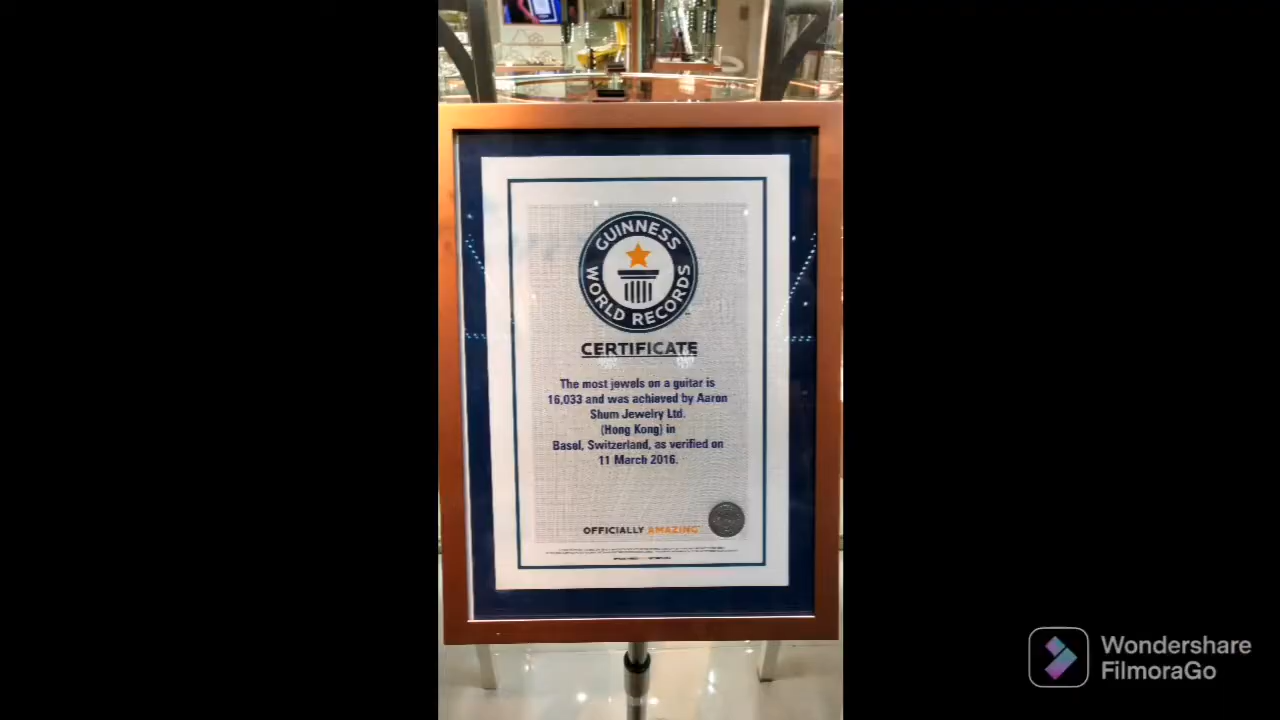 GUINNESS
WORLD RECORDS
CERTIFICATE
The most jewels on a guitar is
16,033 and was achieved by Aaron
Shum Jewelry Ltd.
(Hong Kong) in
Basel, Switzerland, as verified on
11 March 2016.
OFFICIALLY AMAZING
Wondershare
FilmoraGo